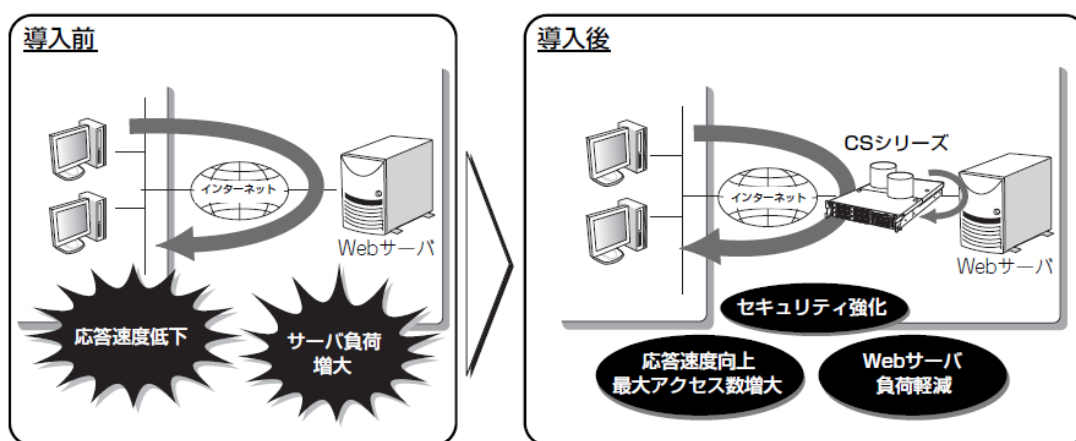 導入前
インターネット
Webサーバ
応答速度低下
サーバ負荷
増大
導入後
CSシリーズ
インターネット
Webサーバ
セキュリティ強化
応答速度向上
最大アクセス数増大
Webサーバ
負荷軽減